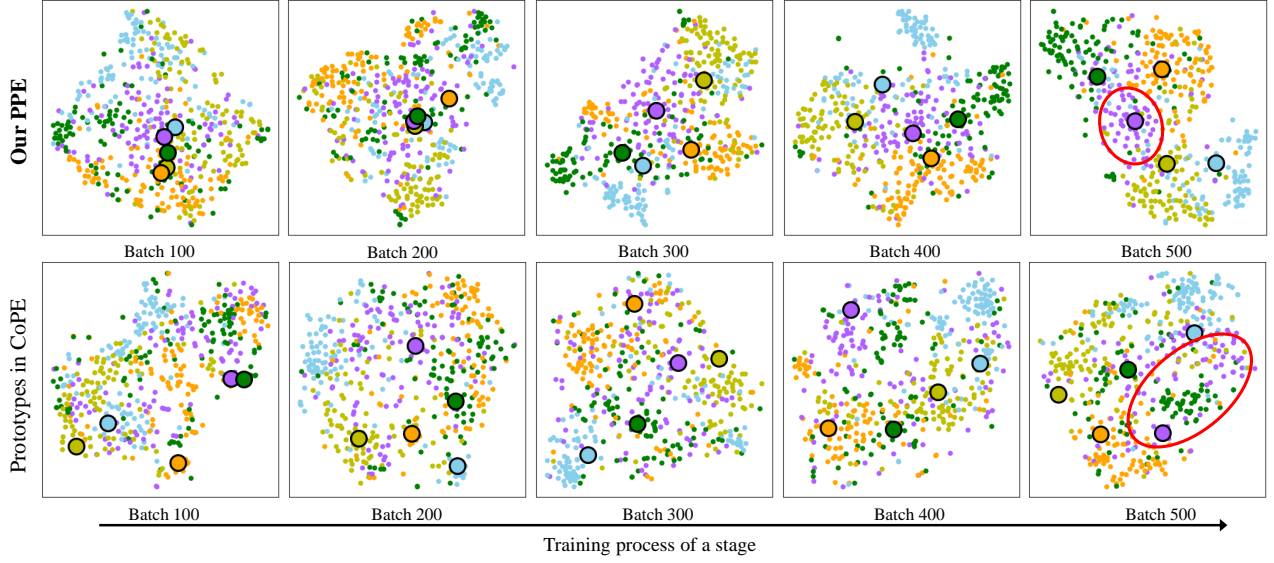 Our PPE
Batch 100
Batch 200
Batch 300
Batch 400
Batch 500
Prototypes in CoPE
Batch 100
Batch 200
Batch 300
Batch 400
Batch 500
Training process of a stage